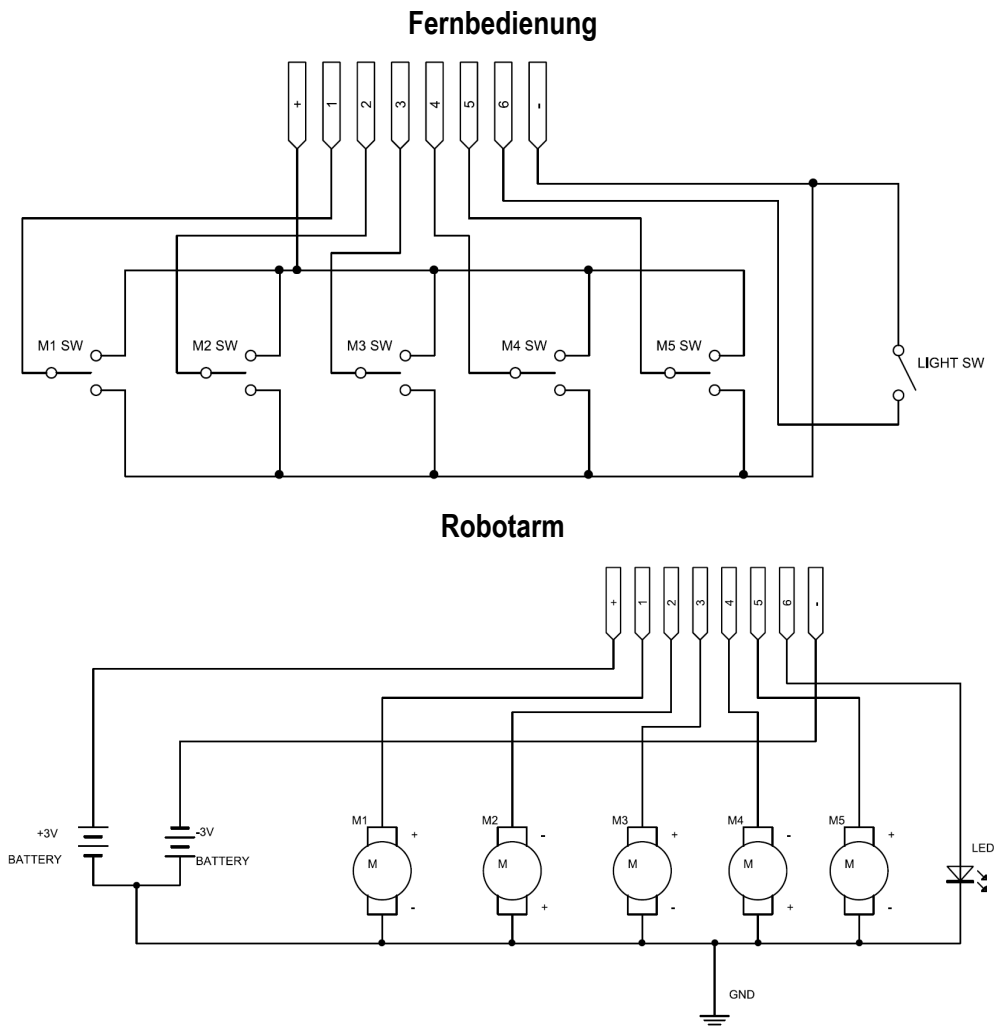 Fernbedienung
+ 1 2 3 4 5 6 -
M1 SW M2 SW M3 SW M4 SW M5 SW
LIGHT SW
Robotarm
+ 1 2 3 4 5 6 -
M1 + M2 - M3 + M4 - M5 +
+3V
BATTERY
-3V
BATTERY
M M M M M
LED
- + - + -
GND